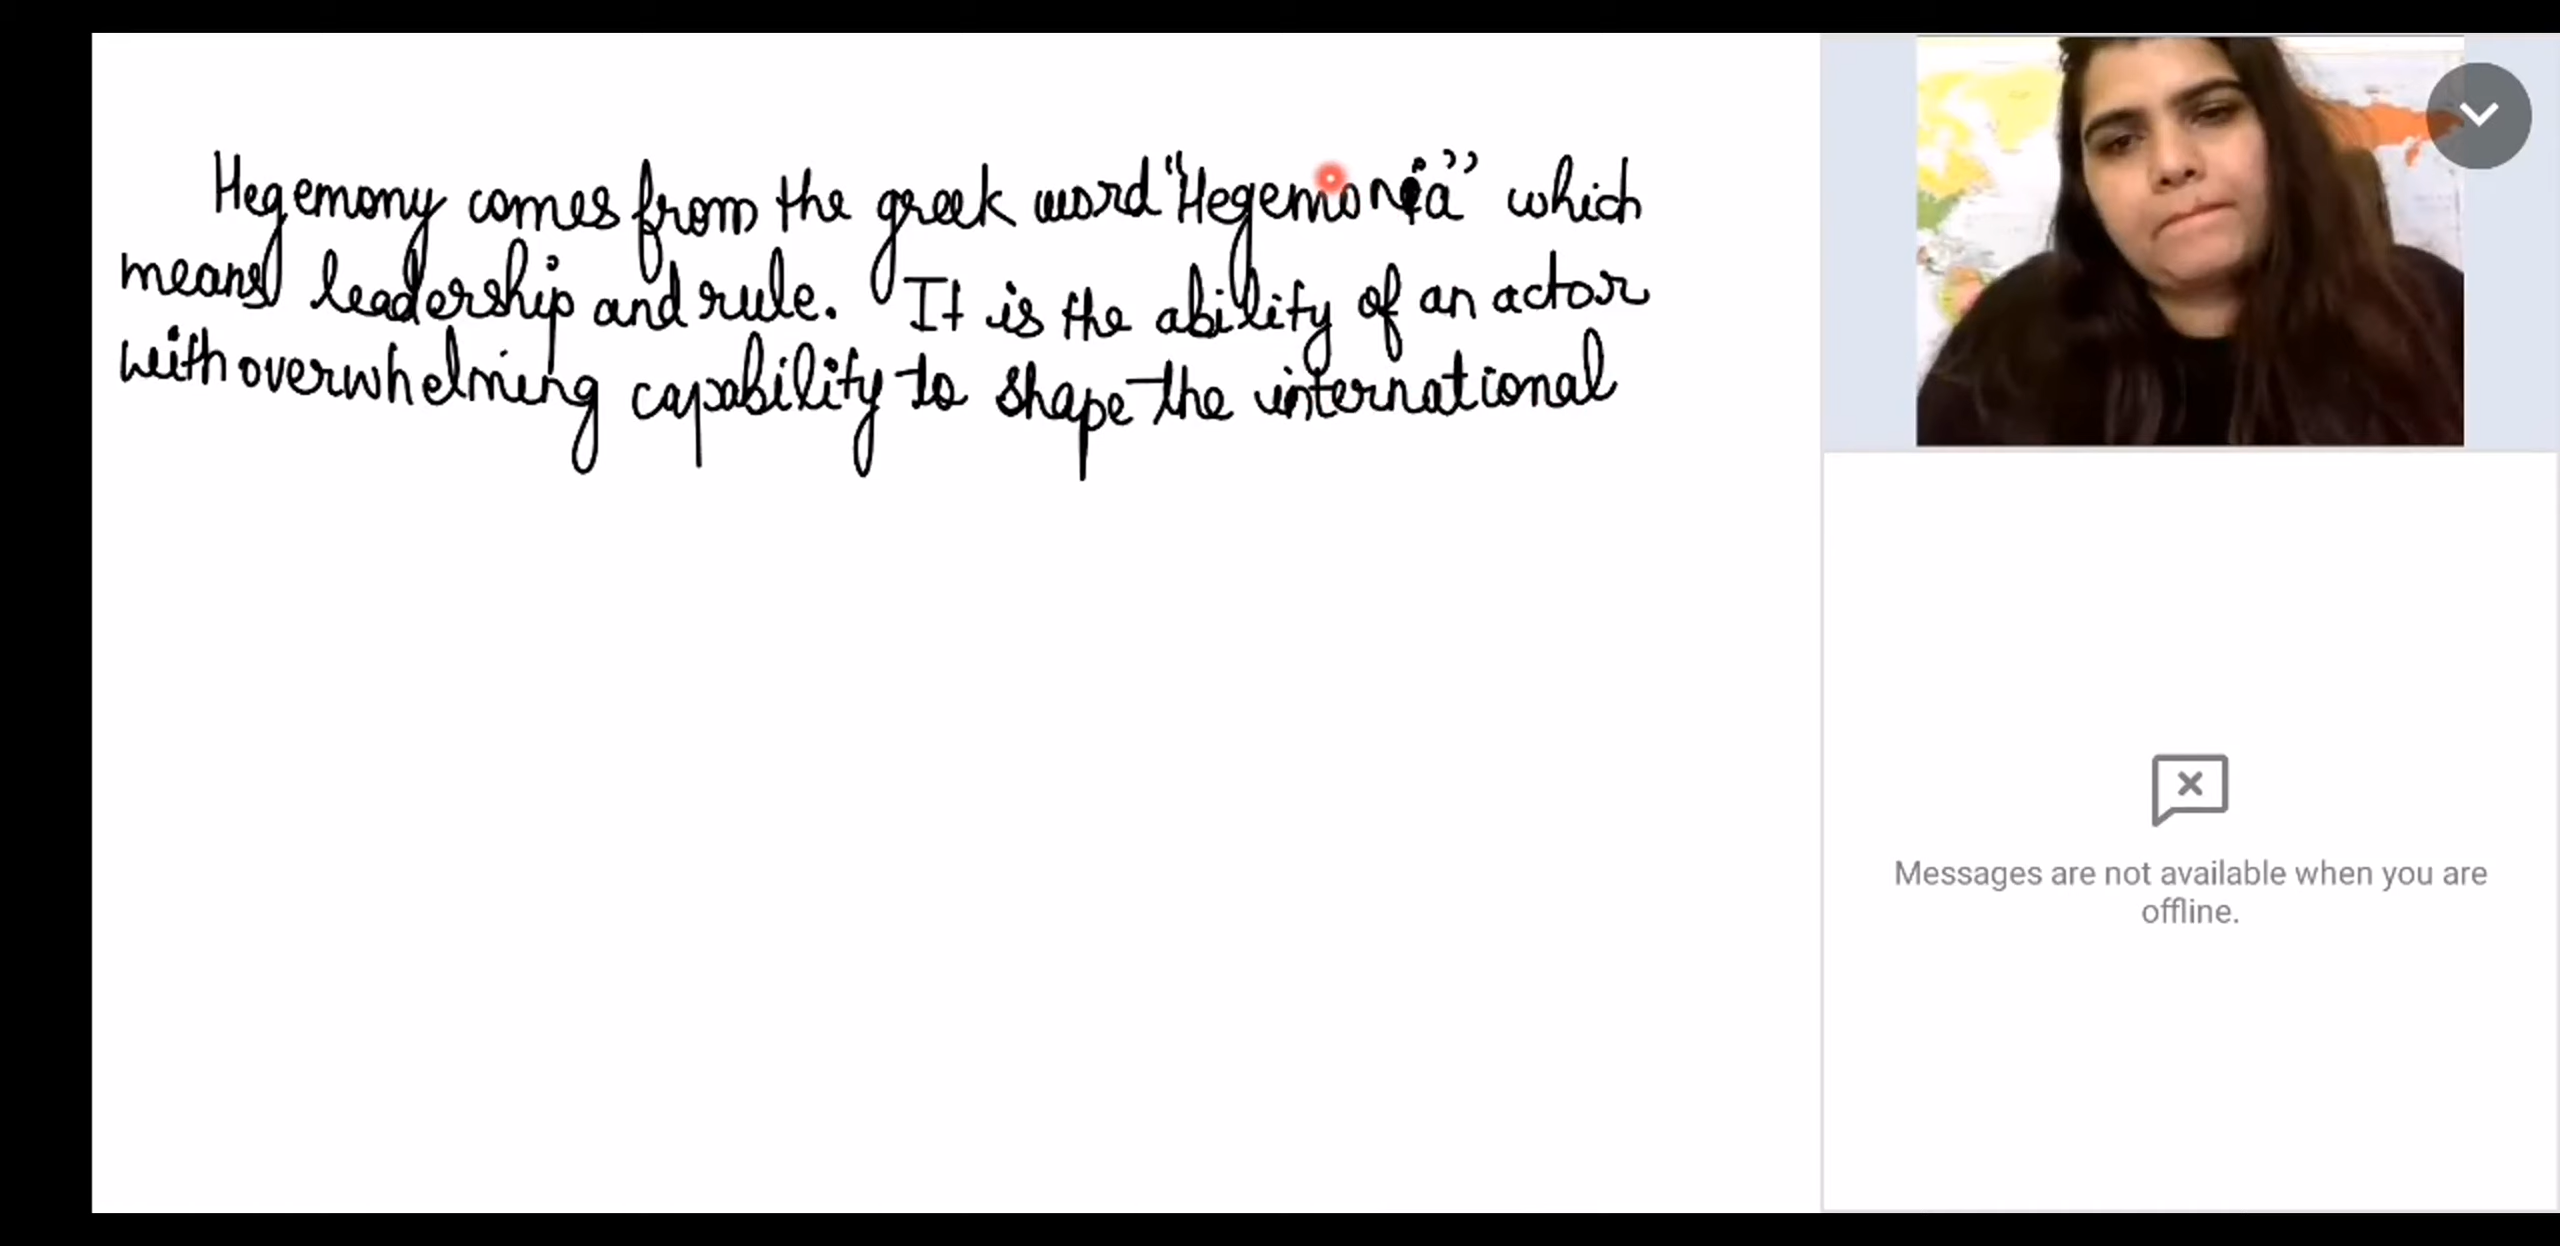 Hegemony comes from the greek word "Hegemonia" which
means leadership and rule. It is the ability of an actor
with overwhelming capability to shape the international
Messages are not available when you are
offline.